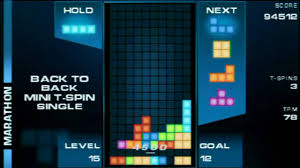 HOLD
NEXT
SCORE
94512
BACK TO
BACK
MINI T-SPIN
SINGLE
T-SPINS
3
TPM
78
MARATHON
4500
LEVEL
15
GOAL
12